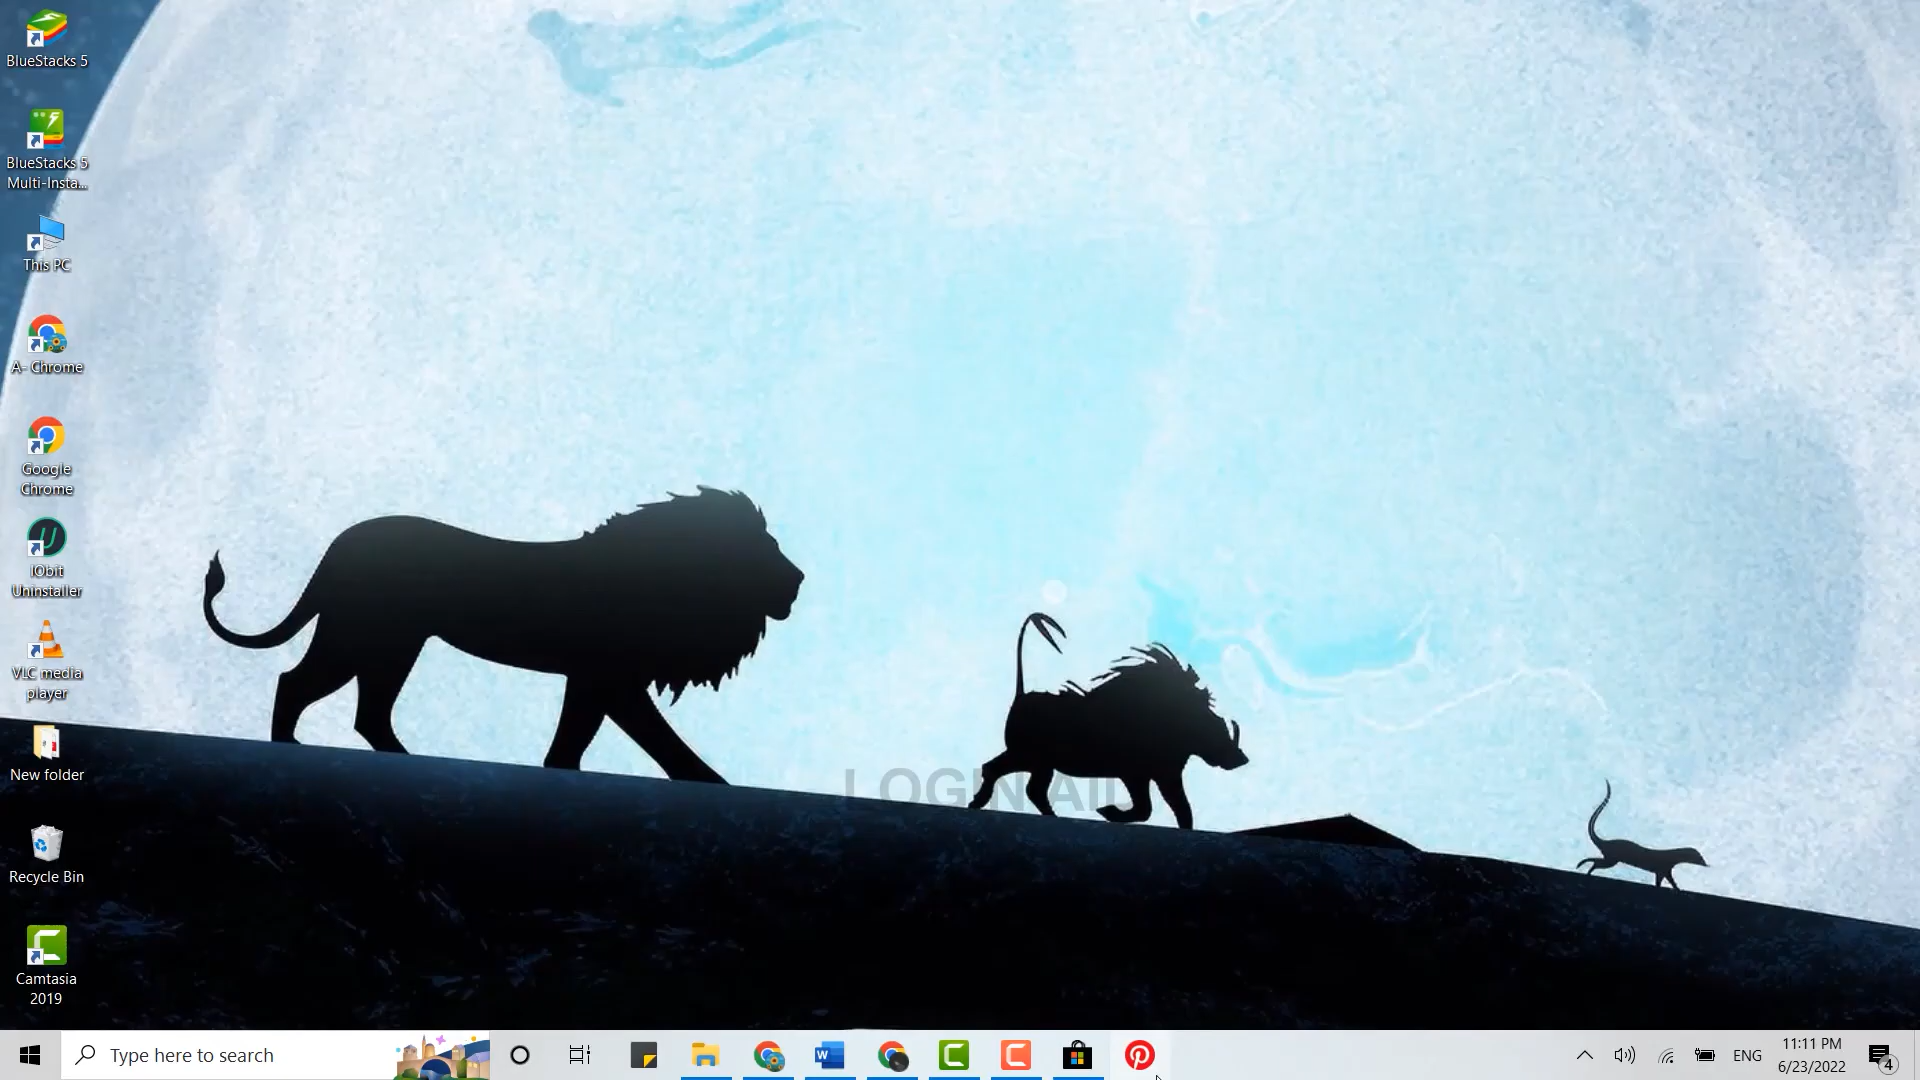 BlueStacks 5
BlueStacks 5
Multi-Insta...
This PC
A- Chrome
Google
Chrome
IObit
Uninstaller
VLC media
player
New folder
Recycle Bin
Camtasia
2019
LOGIN AID
Type here to search
W
ENG
11:11 PM
6/23/2022
4